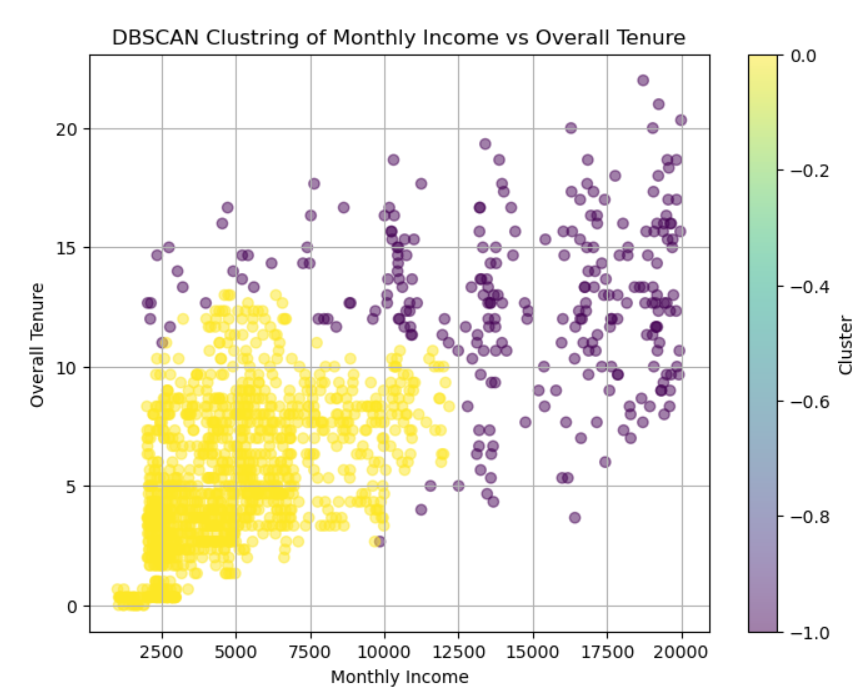 DBSCAN Clustring of Monthly Income vs Overall Tenure
20
15
10
5
0
Overall Tenure
2500 5000 7500 10000 12500 15000 17500 20000
Monthly Income
0.0
−0.2
−0.4
−0.6
−0.8
−1.0
Cluster